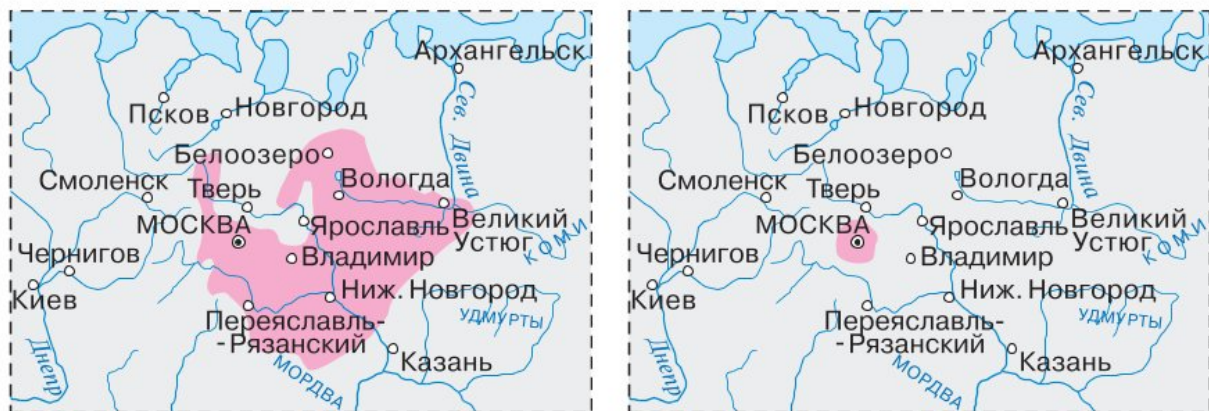 Архангельск
Сев. Двина
Псков
Новгород
Белоозеро
Смоленск
Тверь
Вологда
МОСКВА
Ярославль
Великий
Устюг
КОМИ
Чернигов
Владимир
Киев
Ниж. Новгород
УДМУРТЫ
Переяславль-
-Рязанский
Днепр
Казань
МОРДВА
Архангельск
Сев. Двина
Псков
Новгород
Белоозеро
Смоленск
Тверь
Вологда
МОСКВА
Ярославль
Великий
Устюг
КОМИ
Чернигов
Владимир
Киев
Ниж. Новгород
УДМУРТЫ
Переяславль-
-Рязанский
Днепр
Казань
МОРДВА